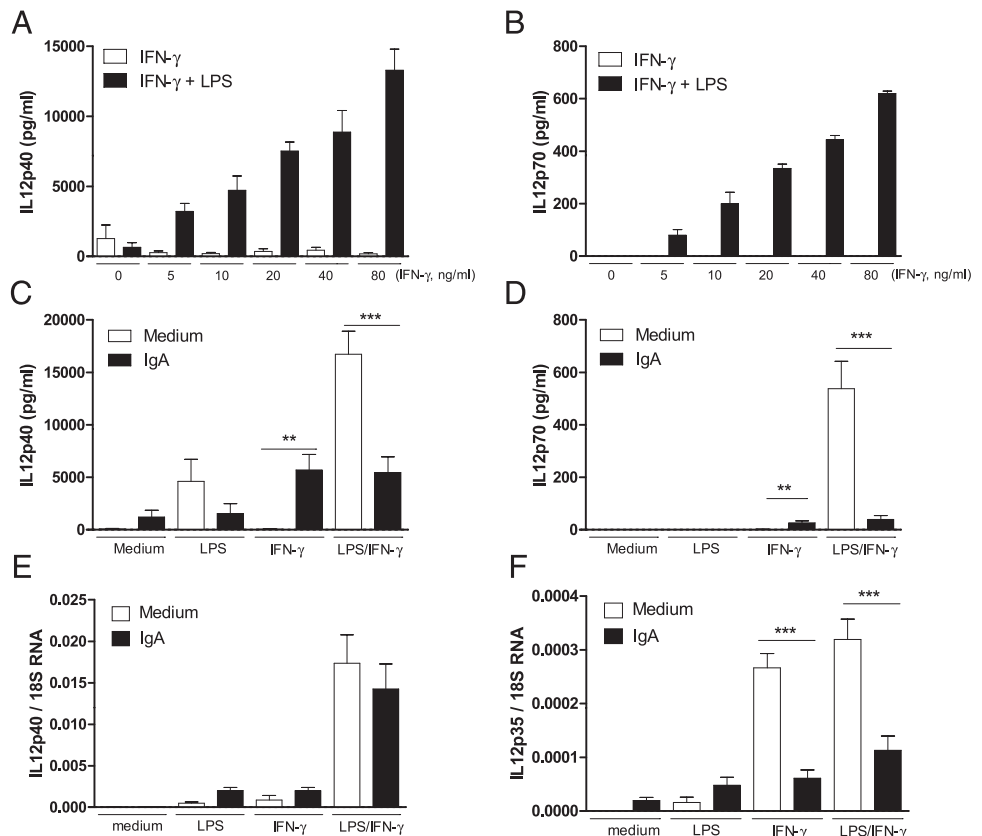 A
IL12p40 (pg/ml)
15000
10000
5000
0
IFN-γ
IFN-γ + LPS
0 5 10 20 40 80 (IFN-γ, ng/ml)
B
IL12p70 (pg/ml)
800
600
400
200
0
IFN-γ
IFN-γ + LPS
0 5 10 20 40 80 (IFN-γ, ng/ml)
C
IL12p40 (pg/ml)
20000
15000
10000
5000
0
Medium
IgA
**
***
Medium LPS IFN-γ LPS/IFN-γ
D
IL12p70 (pg/ml)
800
600
400
200
0
Medium
IgA
**
***
Medium LPS IFN-γ LPS/IFN-γ
E
IL12p40 / 18S RNA
0.025
0.020
0.015
0.010
0.005
0.000
Medium
IgA
medium LPS IFN-γ LPS/IFN-γ
F
IL12p35 / 18S RNA
0.0004
0.0003
0.0002
0.0001
0.0000
Medium
IgA
***
***
medium LPS IFN-γ LPS/IFN-γ